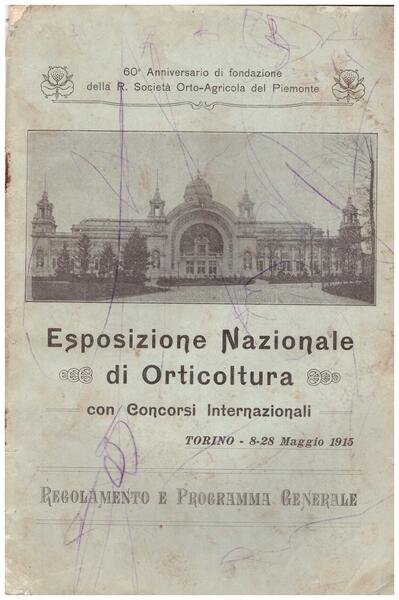 60° Anniversario di fondazione
della R. Società Orto-Agricola del Piemonte
Esposizione Nazionale
di Orticoltura
con Concorsi Internazionali
TORINO - 8-28 Maggio 1915
REGOLAMENTO E PROGRAMMA GENERALE